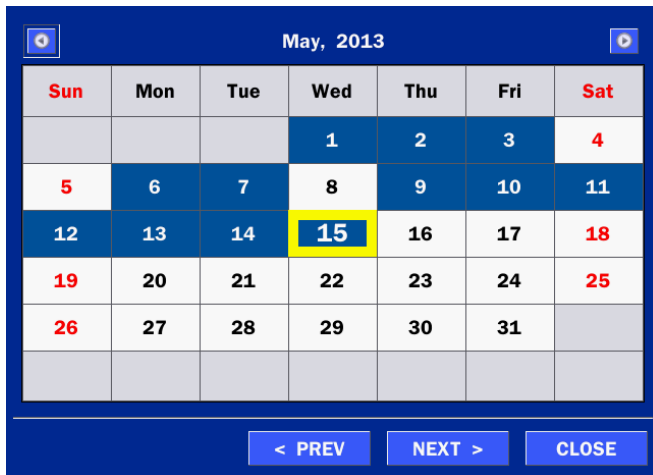 May, 2013
Sun Mon Tue Wed Thu Fri Sat
1 2 3 4
5 6 7 8 9 10 11
12 13 14 15 16 17 18
19 20 21 22 23 24 25
26 27 28 29 30 31
< PREV NEXT > CLOSE